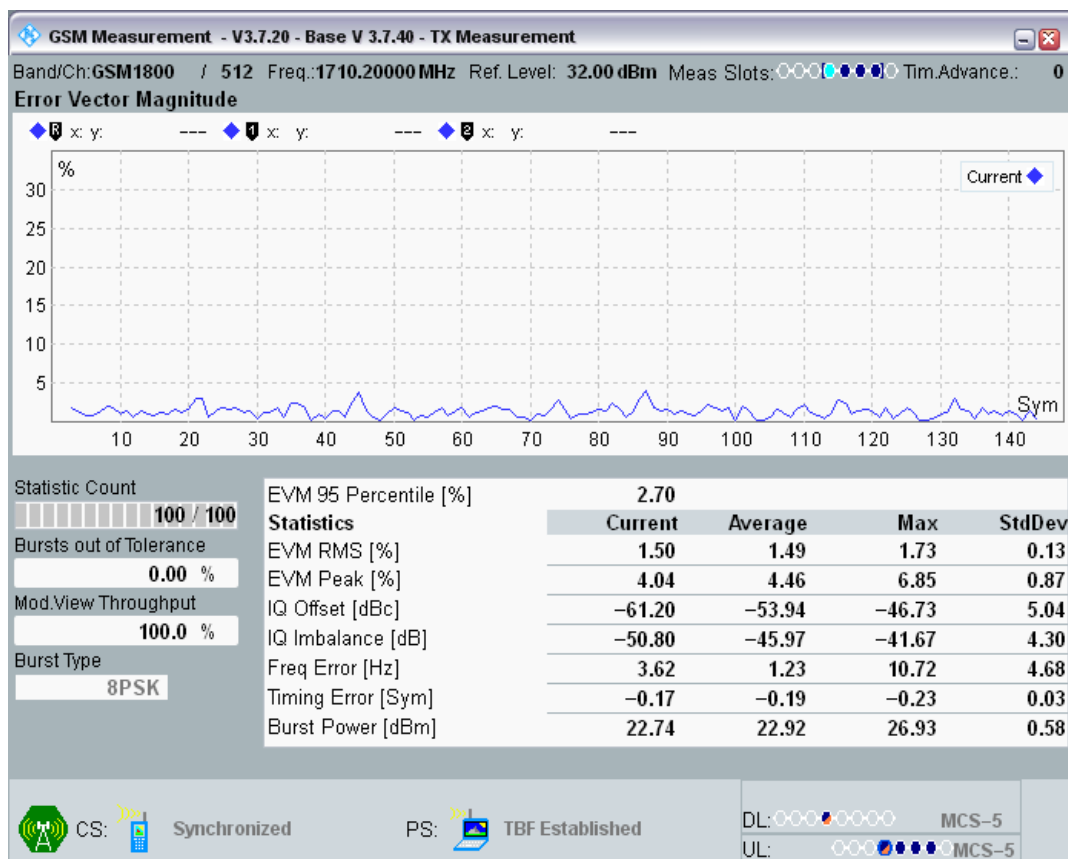 GSM Measurement - V3.7.20 - Base V 3.7.40 - TX Measurement
Band/Ch:GSM1800 / 512 Freq.:1710.20000 MHz Ref. Level: 32.00 dBm Meas Slots: Tim.Advance.: 0
Error Vector Magnitude
R x: y: --- 1 x: y: --- 2 x: y: ---
%
Current
30
25
20
15
10
5
Sym
10 20 30 40 50 60 70 80 90 100 110 120 130 140
Statistic Count
100 / 100
Bursts out of Tolerance
0.00 %
Mod.View Throughput
100.0 %
Burst Type
8PSK
EVM 95 Percentile [%] 2.70
Statistics Current Average Max StdDev
EVM RMS [%] 1.50 1.49 1.73 0.13
EVM Peak [%] 4.04 4.46 6.85 0.87
IQ Offset [dBc] −61.20 −53.94 −46.73 5.04
IQ Imbalance [dB] −50.80 −45.97 −41.67 4.30
Freq Error [Hz] 3.62 1.23 10.72 4.68
Timing Error [Sym] −0.17 −0.19 −0.23 0.03
Burst Power [dBm] 22.74 22.92 26.93 0.58
CS: Synchronized PS: TBF Established
DL: MCS−5
UL: MCS−5